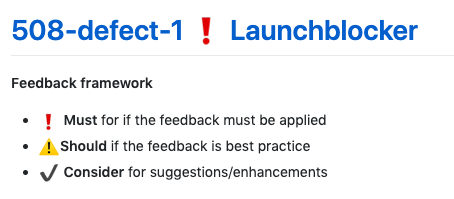 508-defect-1 ❗ Launchblocker
Feedback framework
• ❗ Must for if the feedback must be applied
• ⚠️Should if the feedback is best practice
• ✔️ Consider for suggestions/enhancements